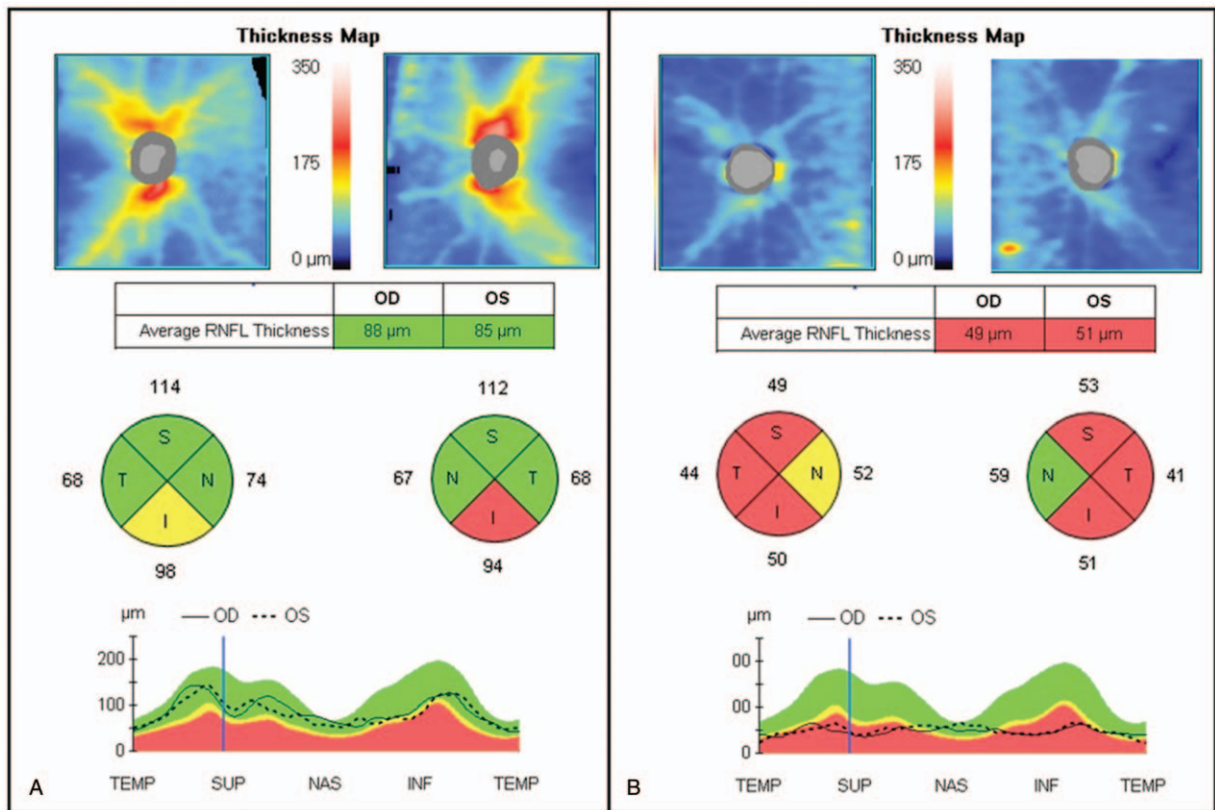 Thickness Map
350
175
0 µm
OD OS
Average RNFL Thickness 88 µm 85 µm
114
S
T N
I
68 74
98
112
S
N T
I
67 68
94
µm OD OS
200
100
0
TEMP SUP NAS INF TEMP
A
Thickness Map
350
175
0 µm
OD OS
Average RNFL Thickness 49 µm 51 µm
49
S
T N
I
44 52
50
53
S
N T
I
59 41
51
µm OD OS
00
00
0
TEMP SUP NAS INF TEMP
B